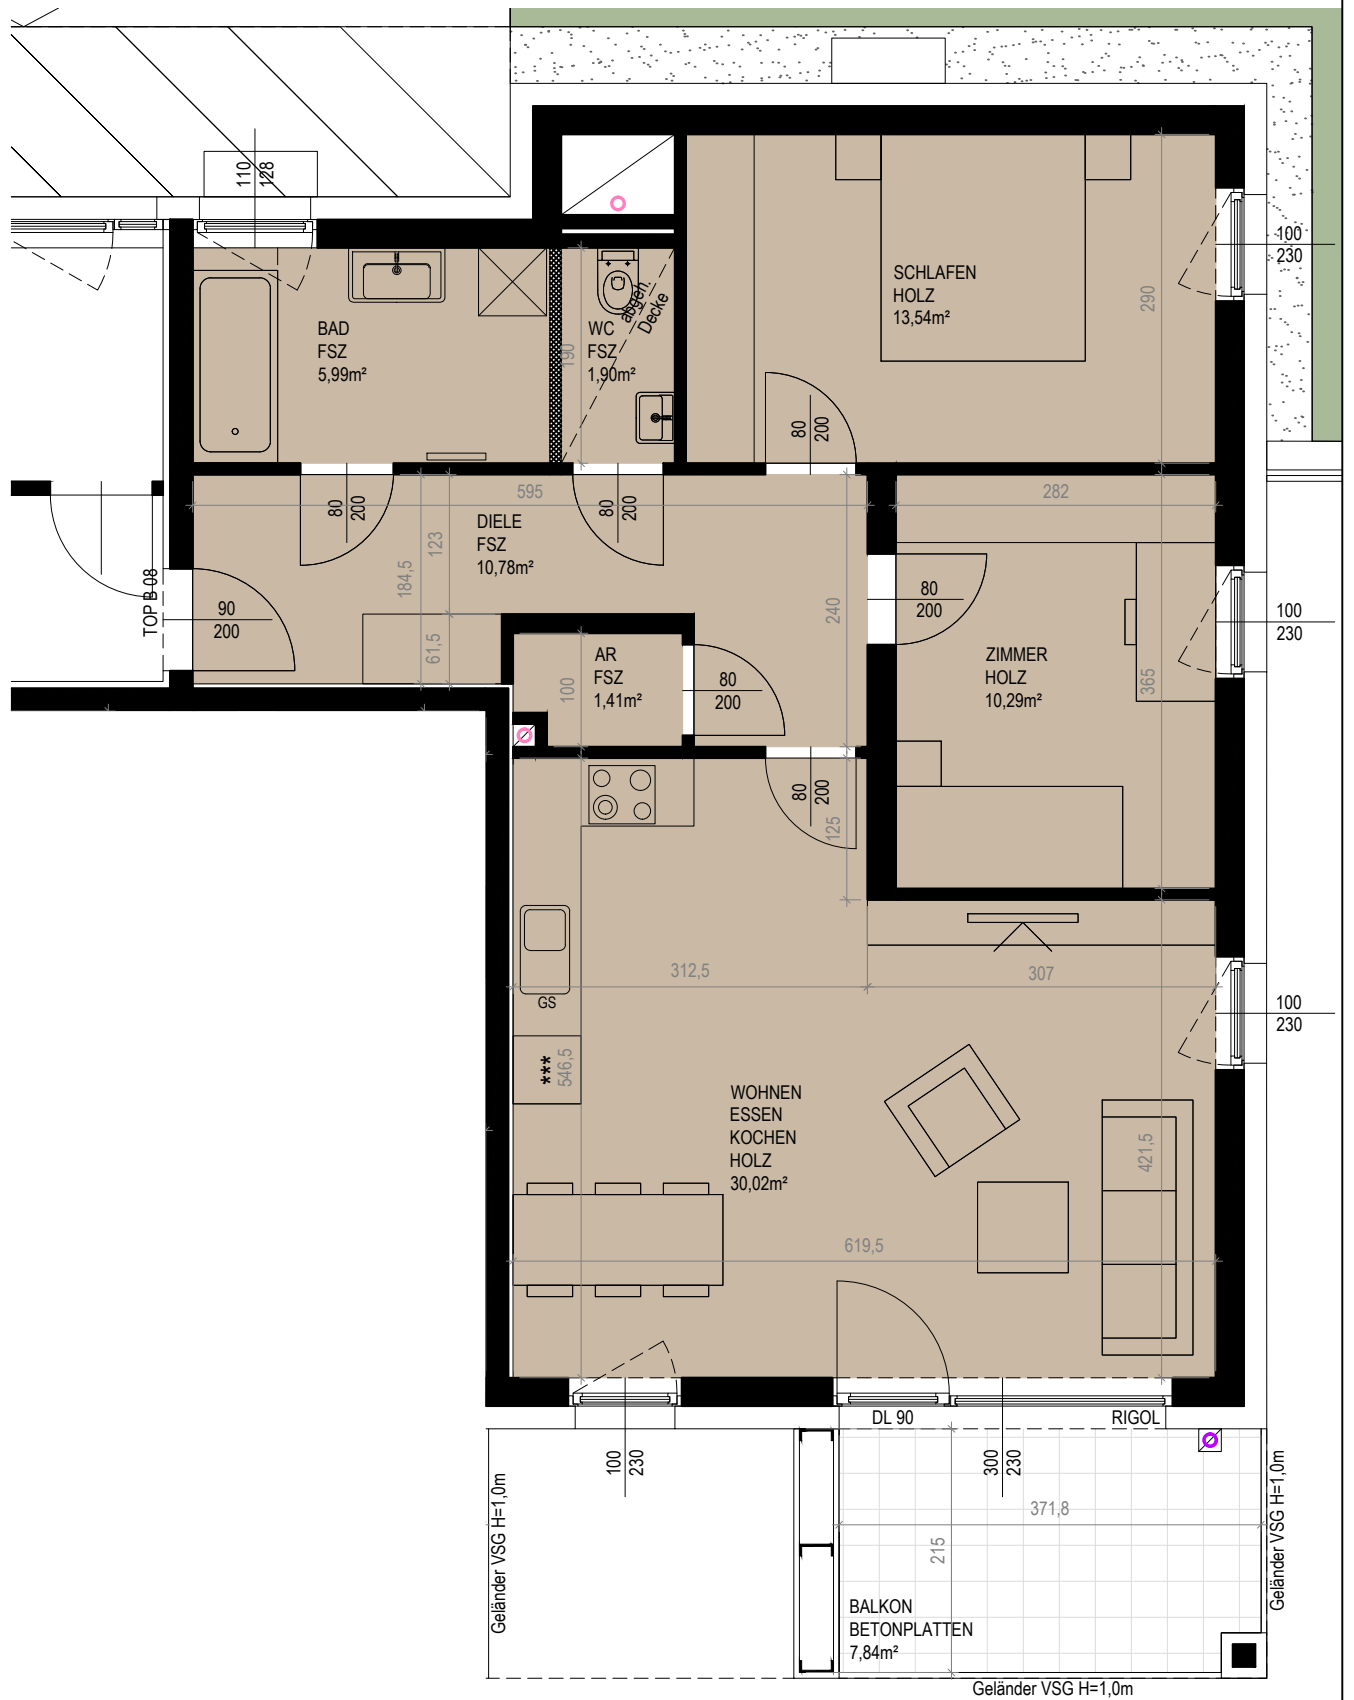 110
128
100
230
SCHLAFEN
HOLZ
13,54m²
290
BAD
FSZ
5,99m²
abgeh.
Decke
WC
FSZ
1,90m²
190
80
200
595
282
80
200
80
200
DIELE
FSZ
10,78m²
123
184,5
61,5
TOP B 08
90
200
240
80
200
100
230
AR
FSZ
1,41m²
100
80
200
ZIMMER
HOLZ
10,29m²
365
80
200
125
312,5
307
GS
***
546,5
100
230
WOHNEN
ESSEN
KOCHEN
HOLZ
30,02m²
421,5
619,5
DL 90
RIGOL
100
230
300
230
Geländer VSG H=1,0m
371,8
215
Geländer VSG H=1,0m
BALKON
BETONPLATTEN
7,84m²
Geländer VSG H=1,0m